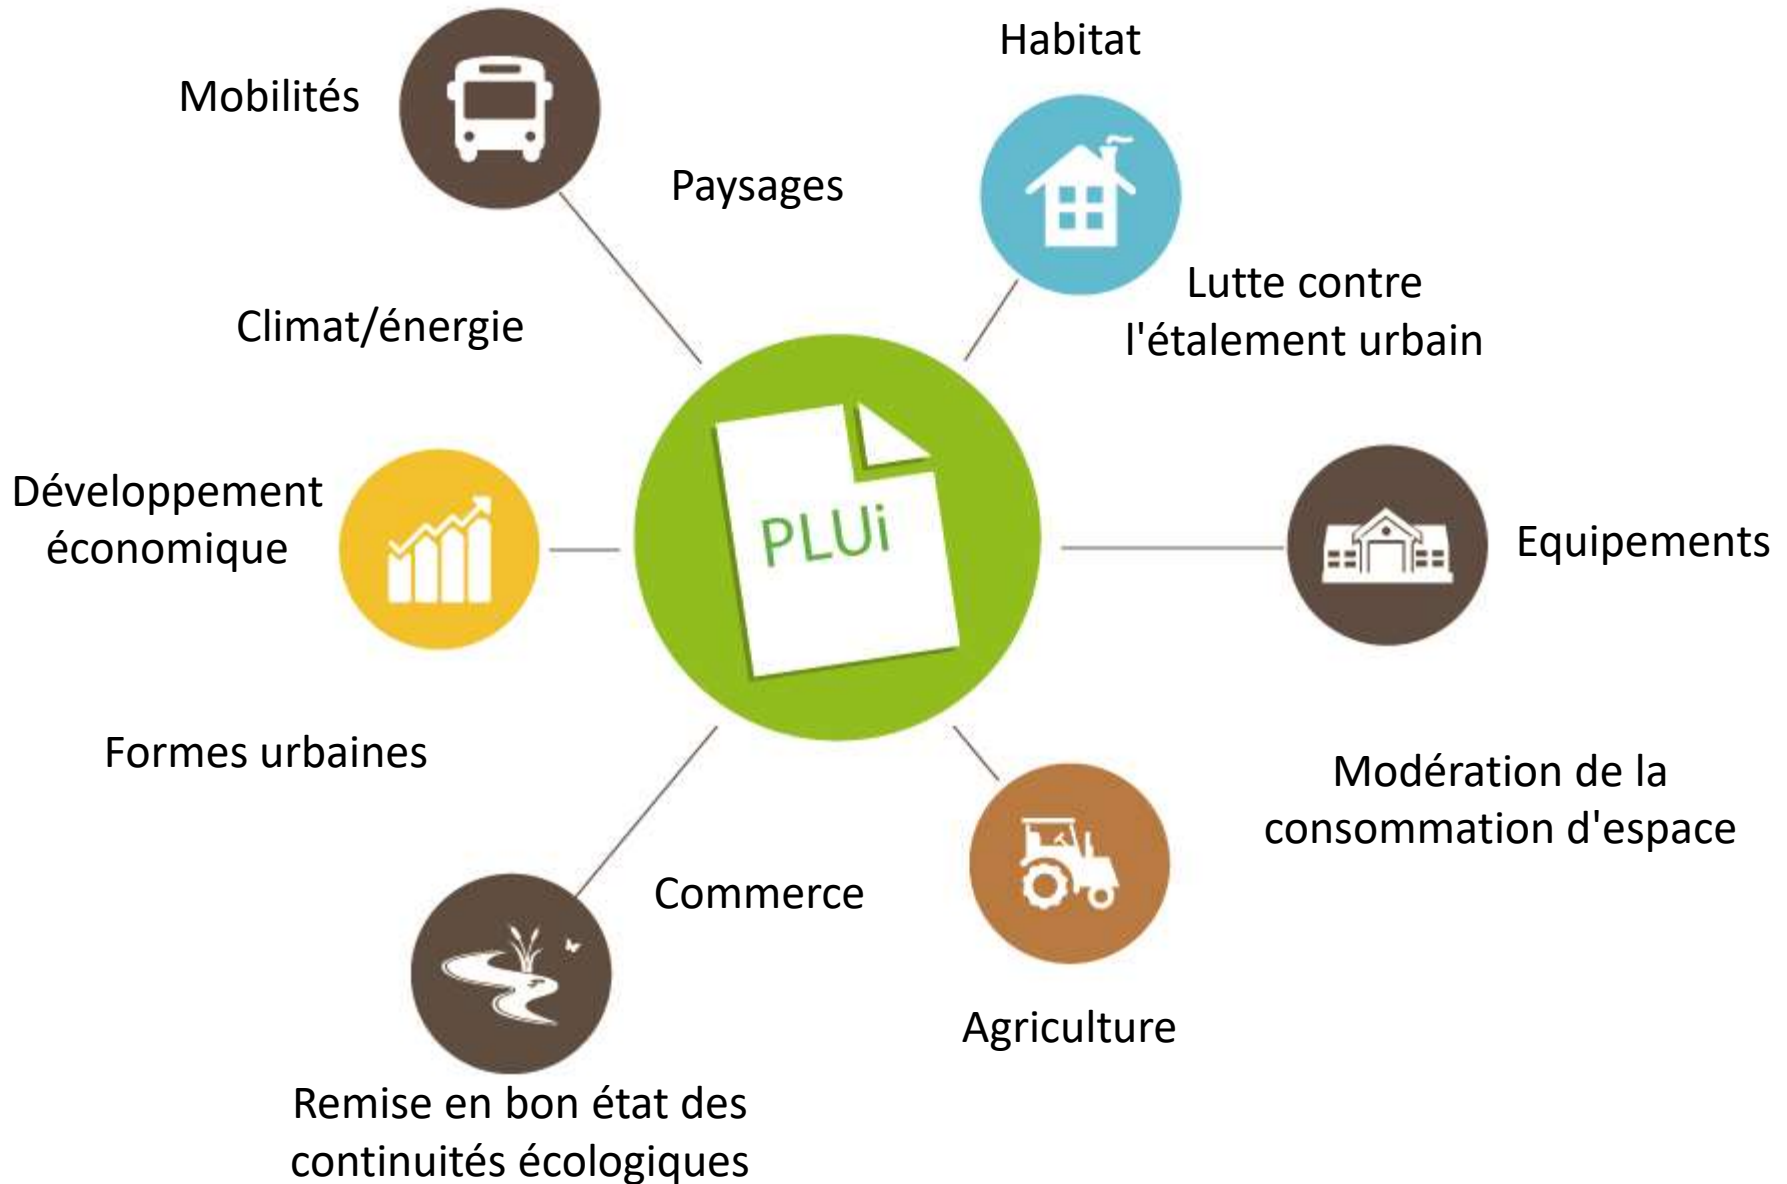 Habitat
Mobilités
Paysages
Lutte contre
l'étalement urbain
Climat/énergie
Développement
économique
PLUi
Equipements
Formes urbaines
Modération de la
consommation d'espace
Commerce
Agriculture
Remise en bon état des
continuités écologiques